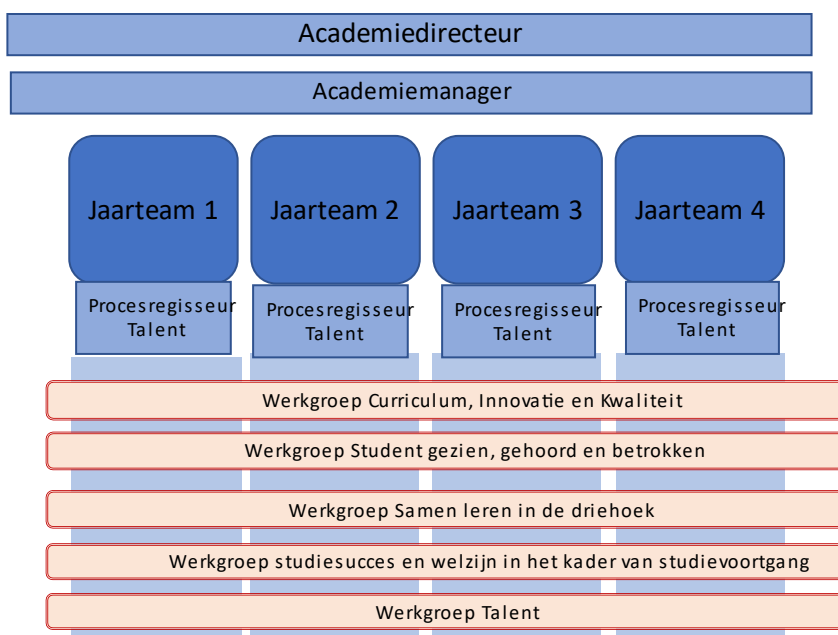 Academiedirecteur
Academiemanager
Jaarteam 1
Jaarteam 2
Jaarteam 3
Jaarteam 4
Procesregisseur
Talent
Procesregisseur
Talent
Procesregisseur
Talent
Procesregisseur
Talent
Werkgroep Curriculum, Innovatie en Kwaliteit
Werkgroep Student gezien, gehoord en betrokken
Werkgroep Samen leren in de driehoek
Werkgroep studiesucces en welzijn in het kader van studievoortgang
Werkgroep Talent